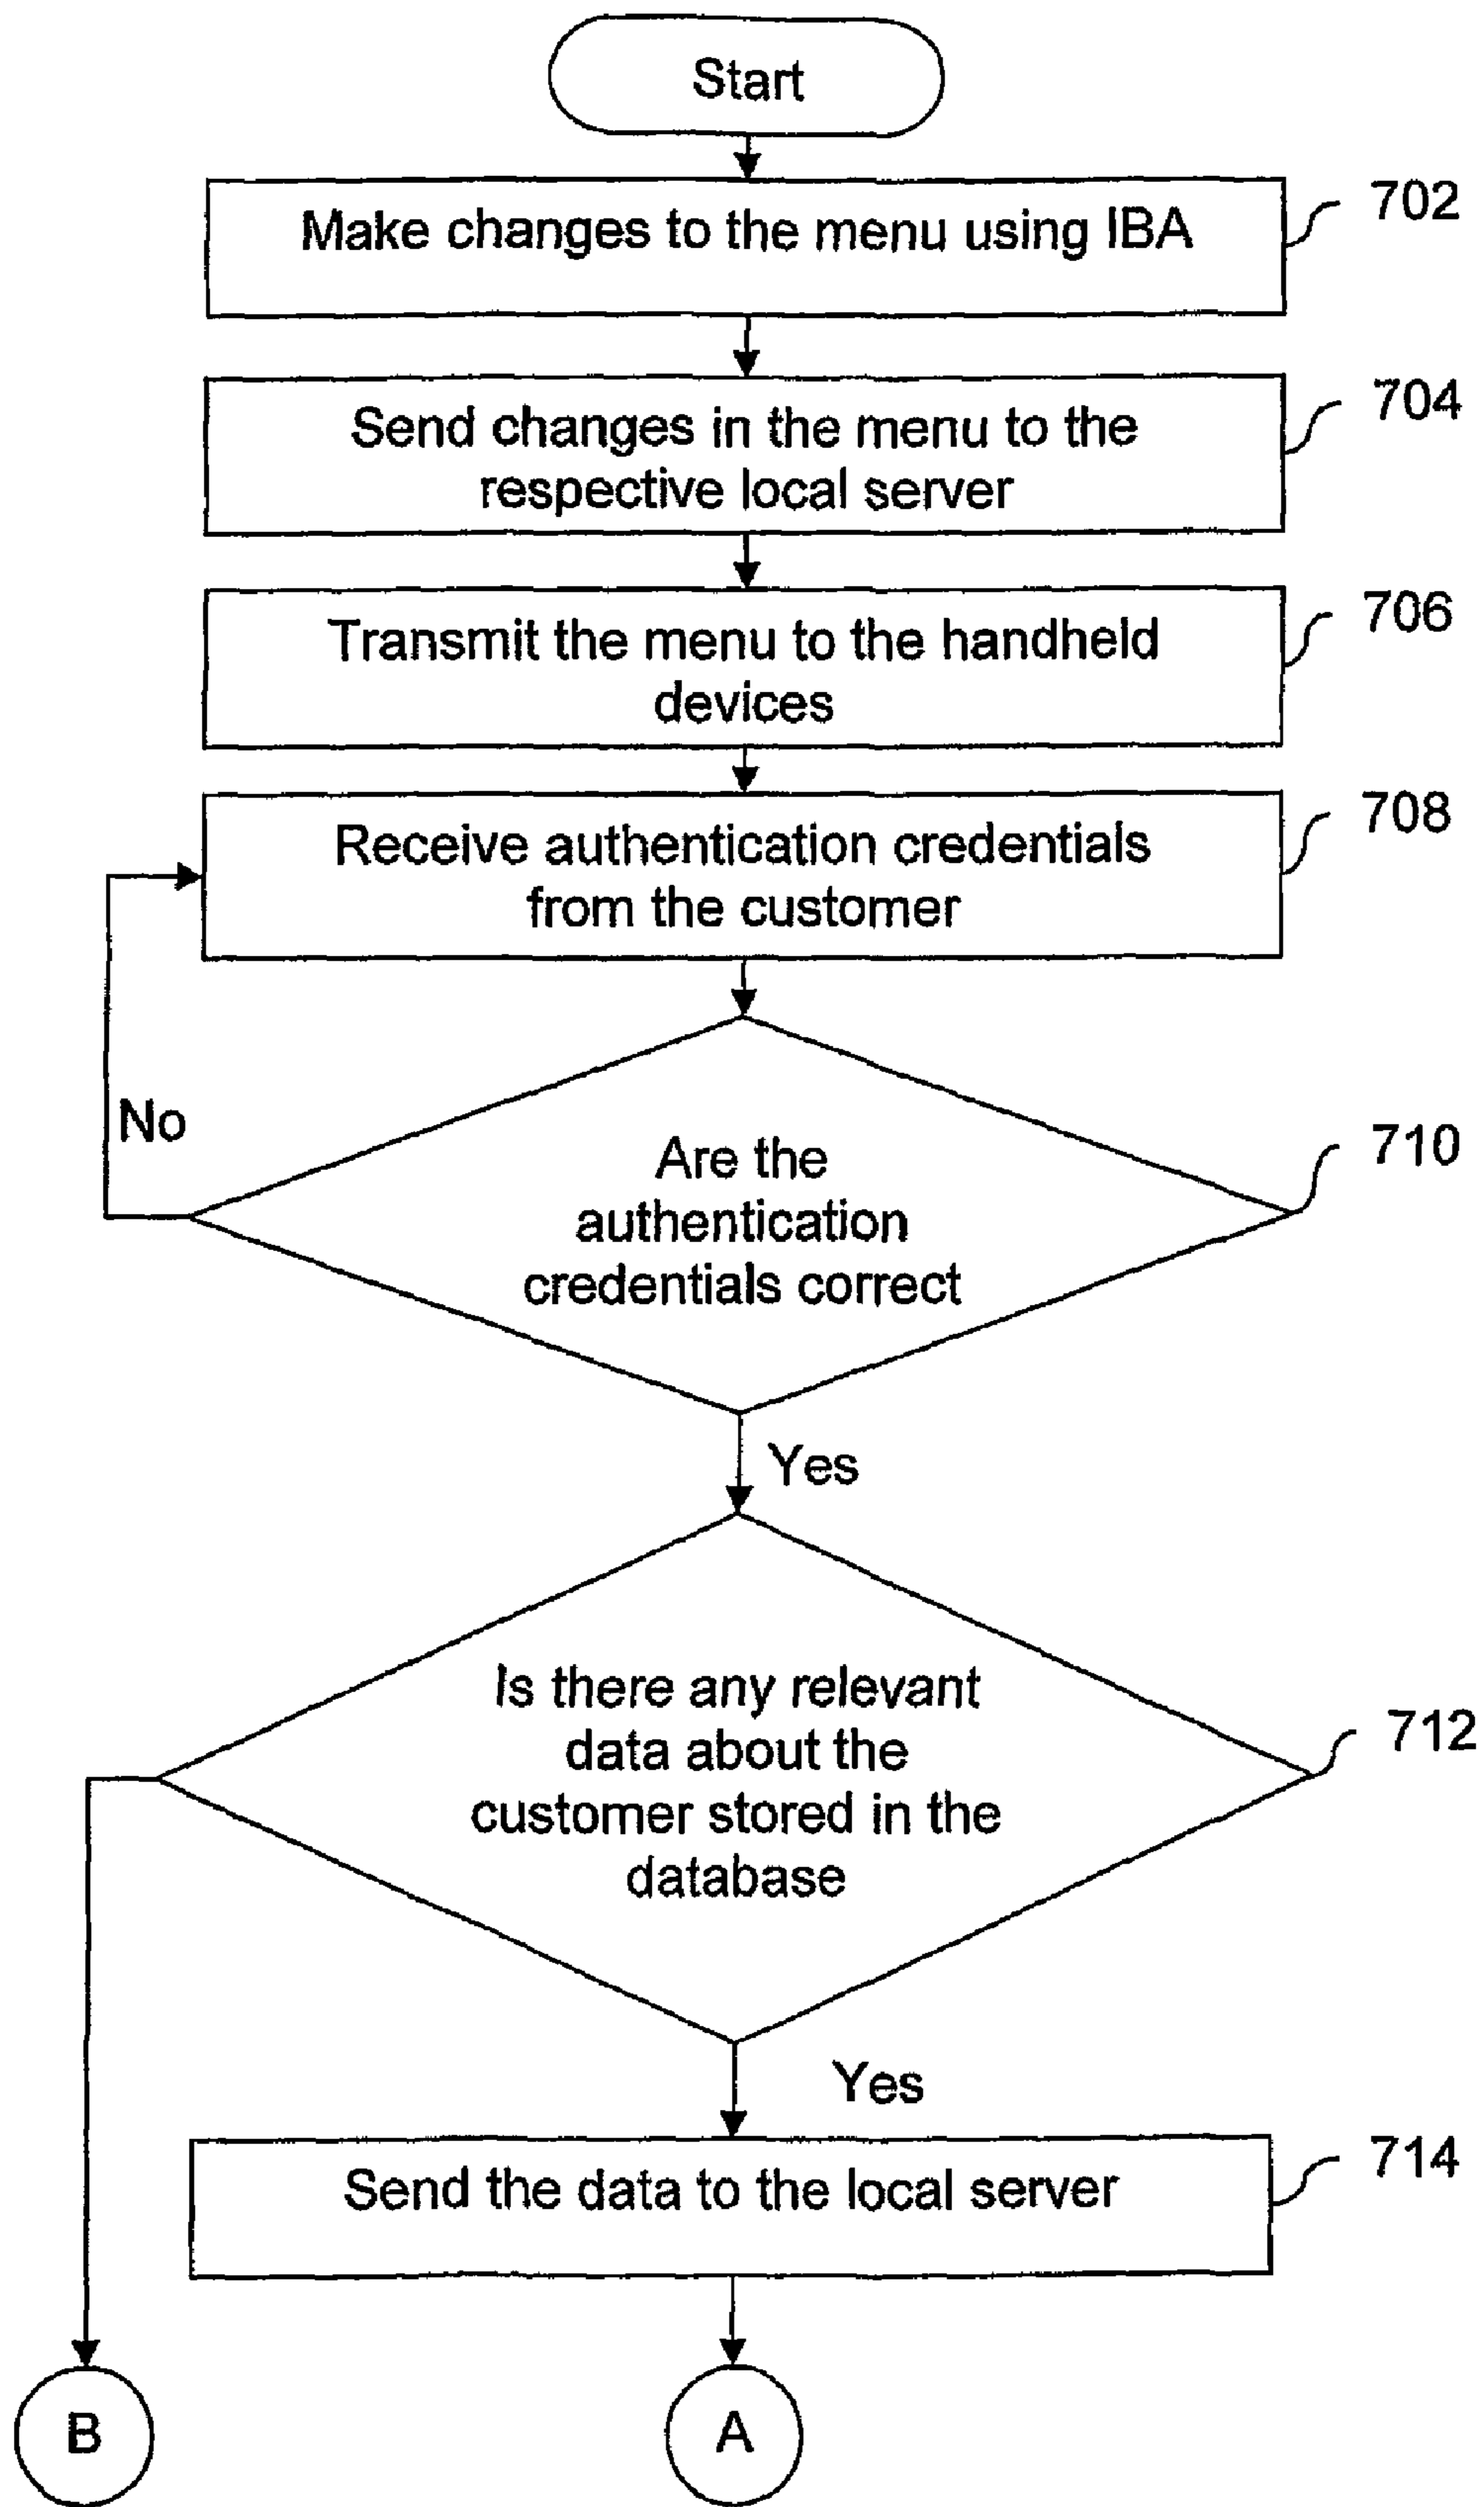 Start
Make changes to the menu using IBA
702
Send changes in the menu to the
respective local server
704
Transmit the menu to the handheld
devices
706
Receive authentication credentials
from the customer
708
No
Are the
authentication
credentials correct
710
Yes
Is there any relevant
data about the
customer stored in the
database
712
Yes
Send the data to the local server
714
B
A